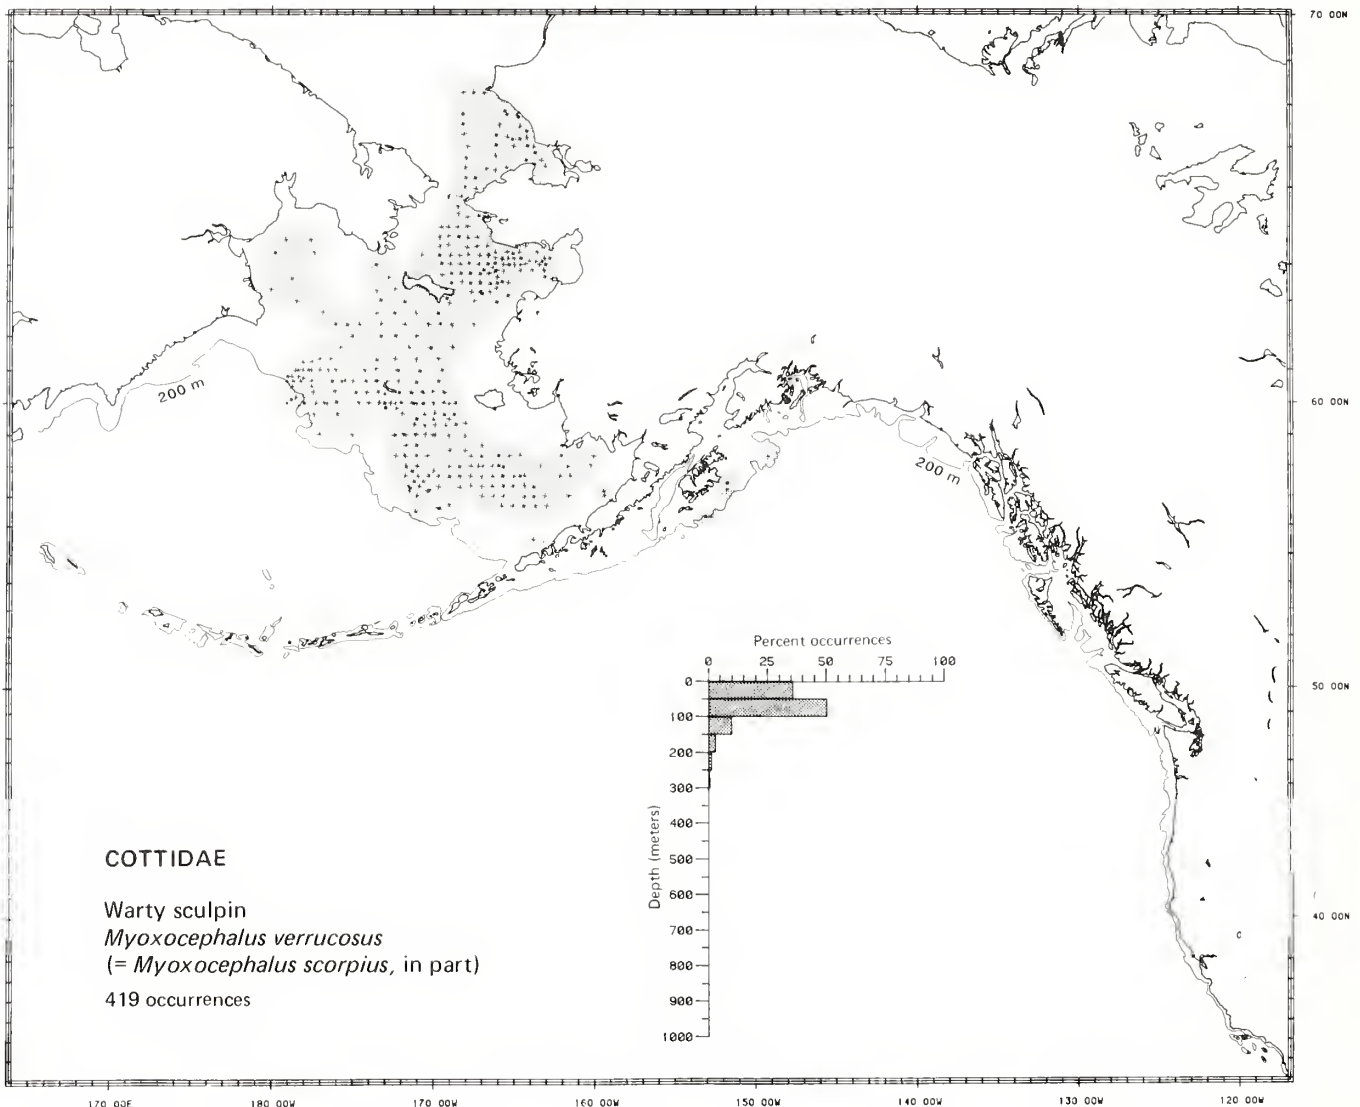 70 00N
200 m
60 00N
200 m
Percent occurrences
0 25 50 75 100
0
50 00N
100
200
300
400
500
600
700
800
900
1000
Depth (meters)
40 00N
COTTIDAE
Warty sculpin
Myoxocephalus verrucosus
(= Myoxocephalus scorpius, in part)
419 occurrences
170 00E 180 00W 170 00W 160 00W 150 00W 140 00W 130 00W 120 00W